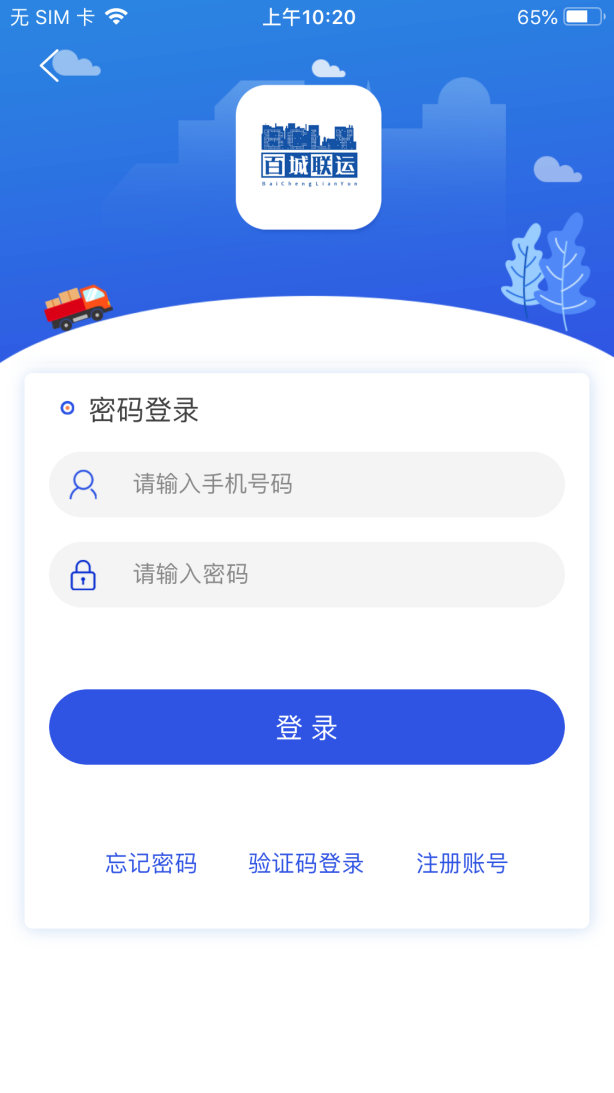 无 SIM 卡
上午10:20
65%
BCLY
百城联运
BaiChengLianYun
密码登录
请输入手机号码
请输入密码
登 录
忘记密码
验证码登录
注册账号